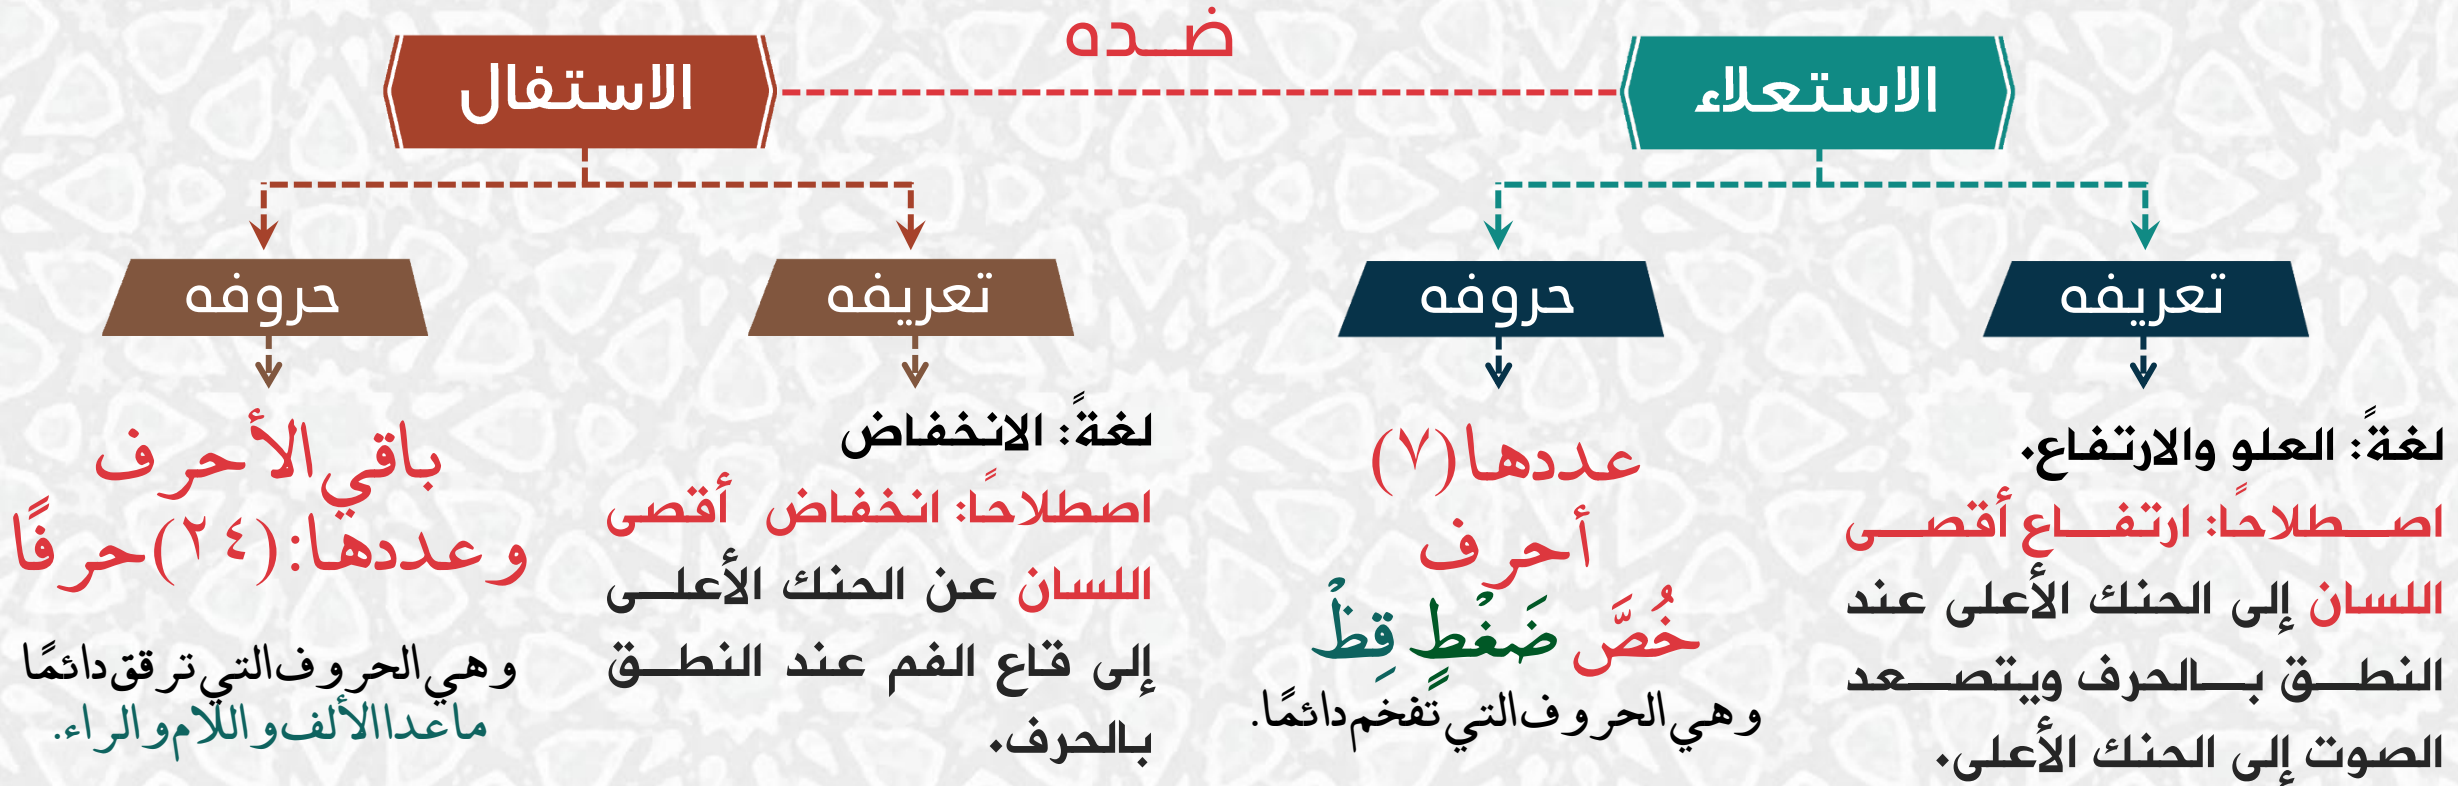 ضده
الاستعلاء
الاستفال
تعريفه
حروفه
تعريفه
حروفه
لغةً: العلو والارتفاع.
اصطلاحًا: ارتفاع أقصى
اللسان إلى الحنك الأعلى عند
النطق بالحرف ويتصعد
الصوت إلى الحنك الأعلى.
عددها (٧)
أحرف
خُصَّ ضَغْطٍ قِظْ
وهي الحروف التي تفخم دائمًا.
لغةً: الانخفاض
اصطلاحًا: انخفاض أقصى
اللسان عن الحنك الأعلى
إلى قاع الفم عند النطق
بالحرف.
باقي الأحرف
وعددها: (٢٤) حرفًا
وهي الحروف التي ترقق دائمًا
ماعدا الألف واللام والراء.